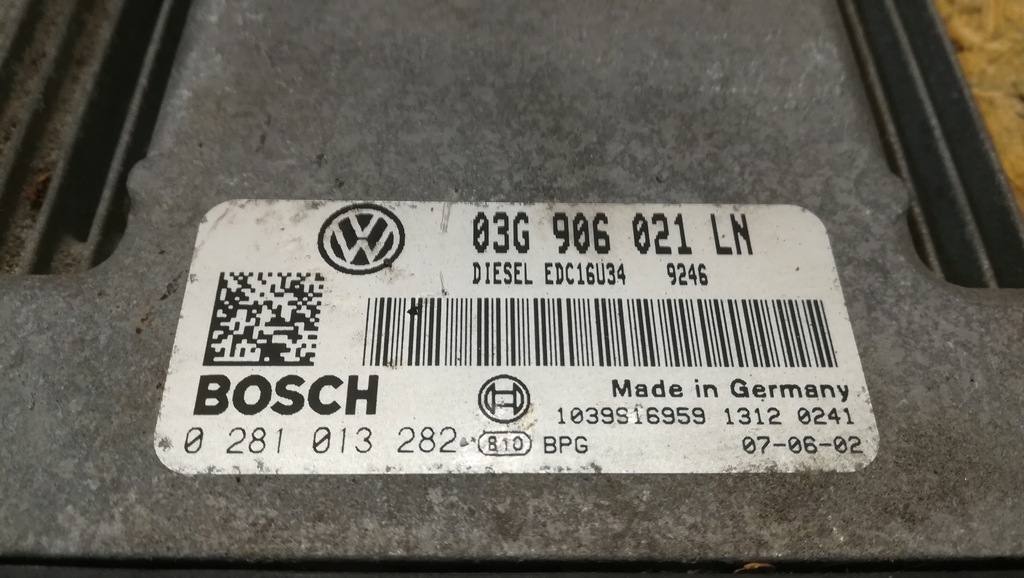 03G 906 021 LN
DIESEL EDC16U34 9246
BOSCH
Made in Germany
1039S16959 1312 0241
0 281 013 282 B10 BPG 07-06-02